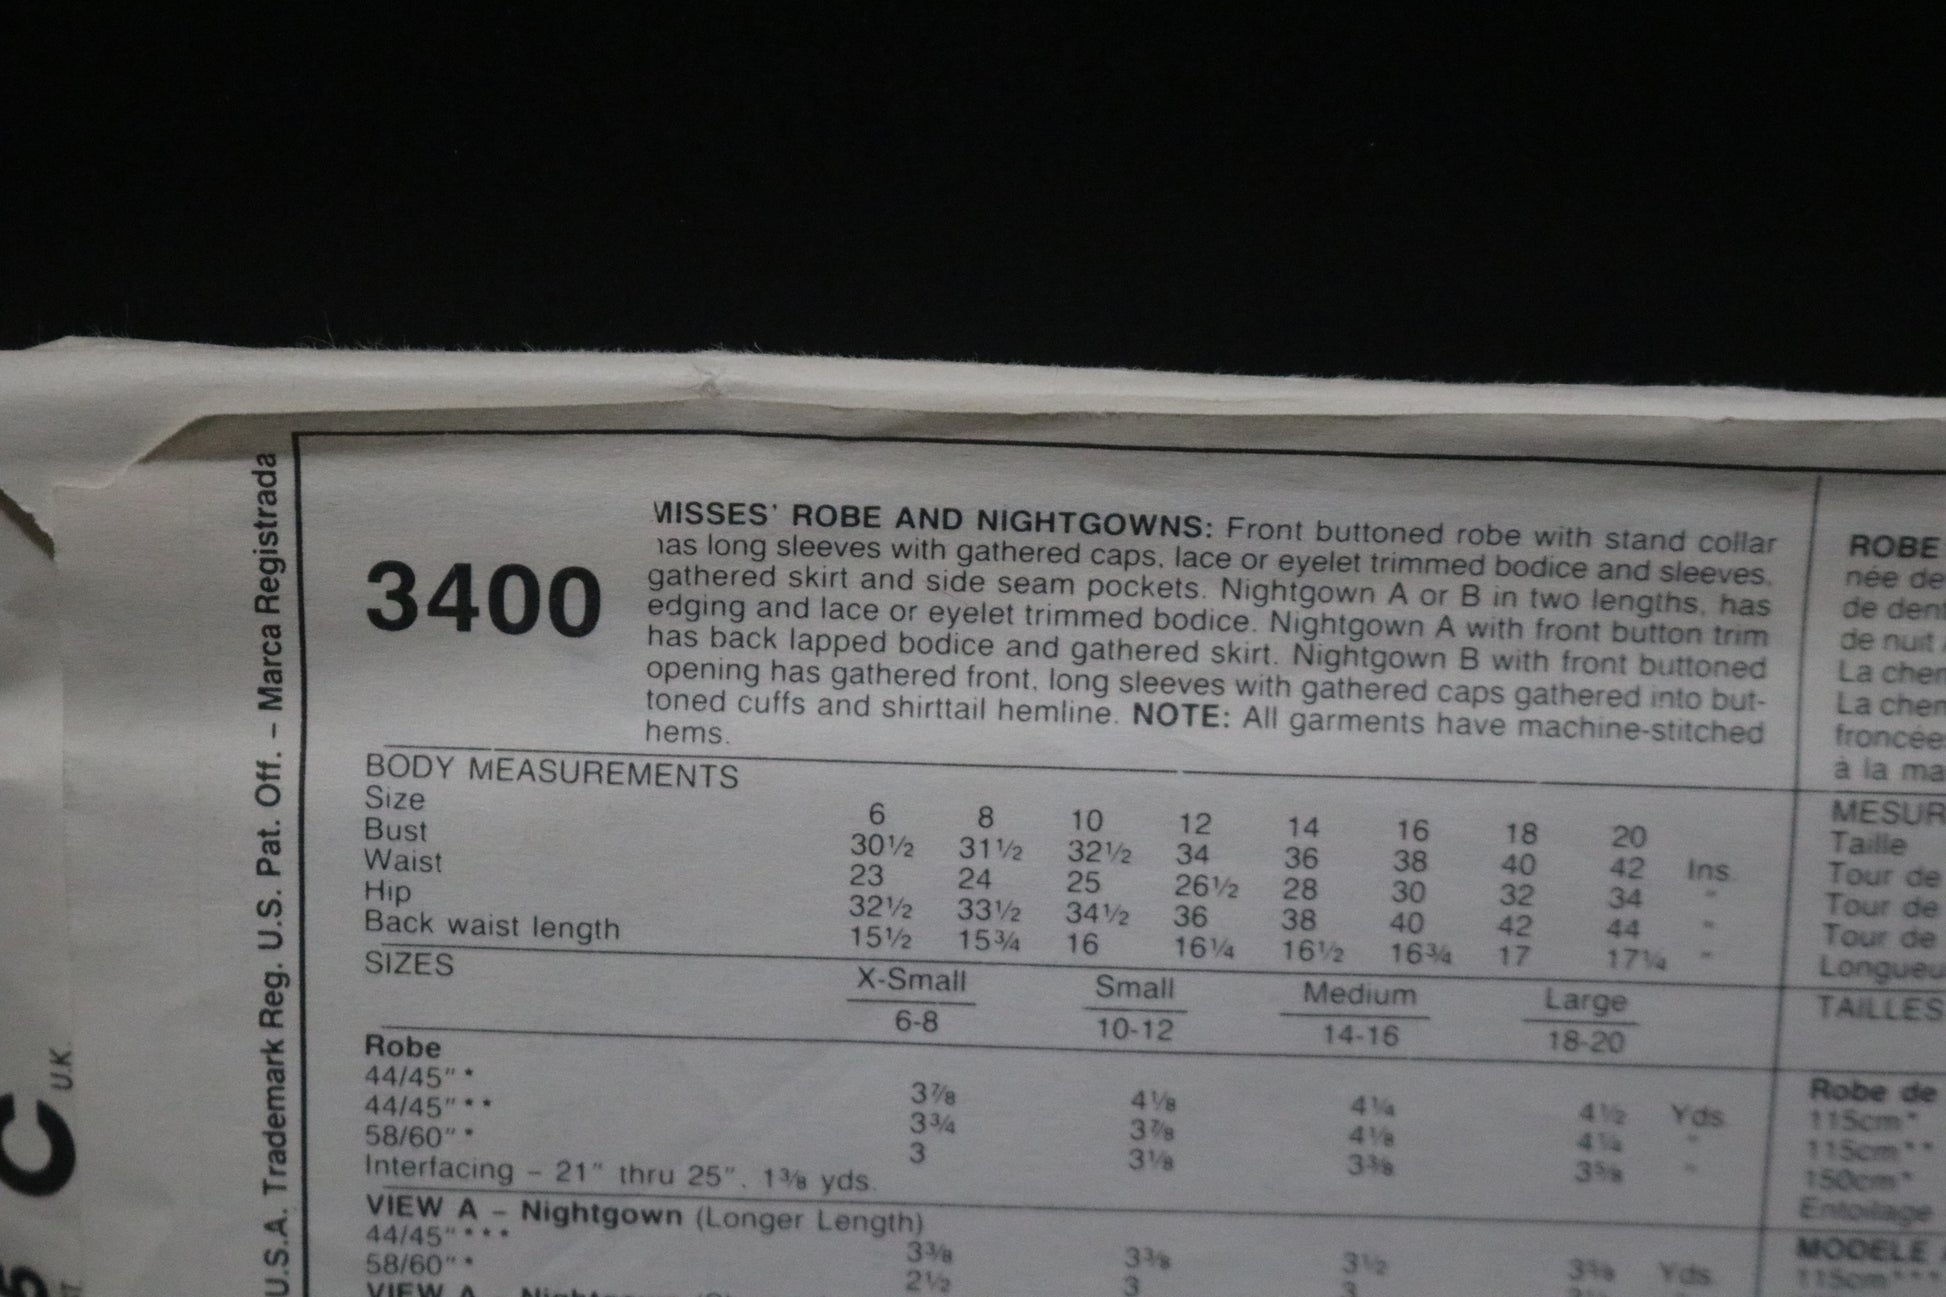 U.S.A. Trademark Reg. U.S. Pat. Off. – Marca Registrada
C
U.K.
3400
MISSES' ROBE AND NIGHTGOWNS: Front buttoned robe with stand collar
has long sleeves with gathered caps, lace or eyelet trimmed bodice and sleeves,
gathered skirt and side seam pockets. Nightgown A or B in two lengths, has
edging and lace or eyelet trimmed bodice. Nightgown A with front button trim
has back lapped bodice and gathered skirt. Nightgown B with front buttoned
opening has gathered front, long sleeves with gathered caps gathered into but-
toned cuffs and shirttail hemline. NOTE: All garments have machine-stitched
hems.
BODY MEASUREMENTS
Size 6 8 10 12 14 16 18 20
Bust 30½ 31½ 32½ 34 36 38 40 42 Ins.
Waist 23 24 25 26½ 28 30 32 34 "
Hip 32½ 33½ 34½ 36 38 40 42 44 "
Back waist length 15½ 15¾ 16 16¼ 16½ 16¾ 17 17¼ "
SIZES X-Small Small Medium Large
6-8 10-12 14-16 18-20
Robe
44/45"* 3⅞ 4⅛ 4¼ 4½ Yds.
44/45"** 3¾ 3⅞ 4⅛ 4¼ "
58/60"* 3 3⅛ 3⅜ 3⅝ "
Interfacing – 21" thru 25", 1⅜ yds.
VIEW A – Nightgown (Longer Length)
44/45"*** 3⅜ 3⅜ 3½ Yds.
58/60"* 2½ 3 3
VIEW A – Nightgown
ROBE
née de
de
de nuit
La
La
à la
Taille
Tour de
Tour de
Tour de
TAILLES
Robe de
115cm*
115cm**
150cm*
Entoilage
MODELE
115cm***